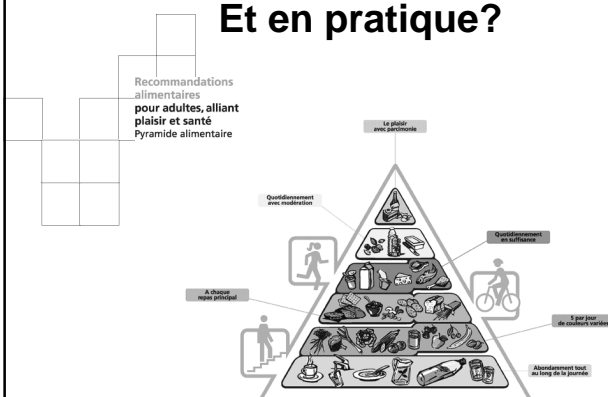 Et en pratique?
Recommandations
alimentaires
pour adultes, alliant
plaisir et santé
Pyramide alimentaire
Le plaisir
avec parcimonie
Quotidiennement
avec modération
Quotidiennement
en suffisance
A chaque
repas principal
5 par jour
de couleurs variées
Abondamment tout
au long de la journée